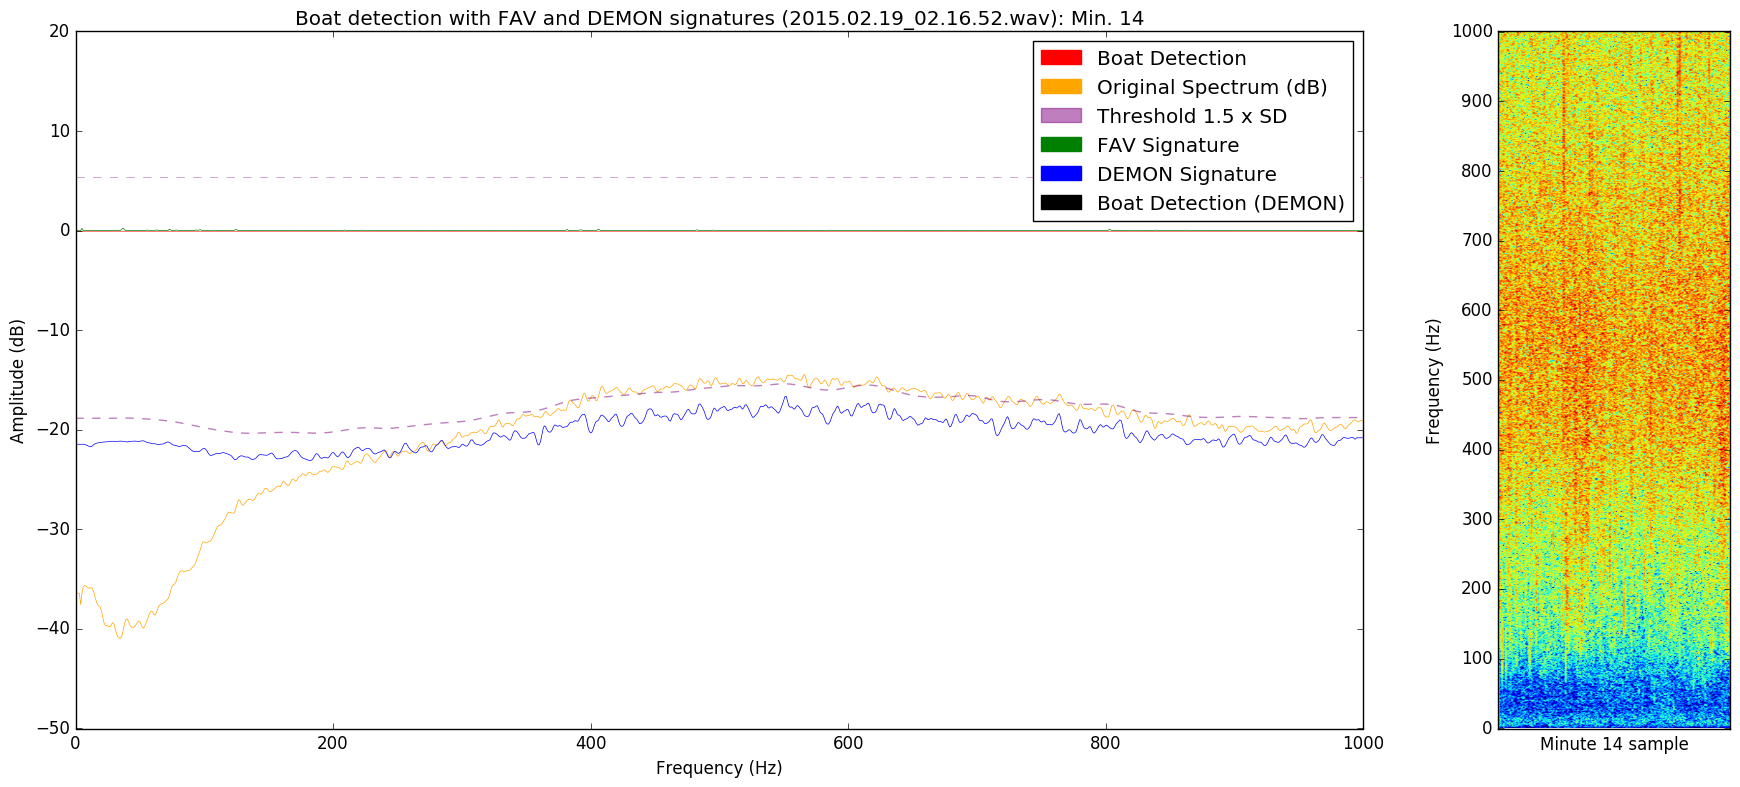 Boat detection with FAV and DEMON signatures (2015.02.19_02.16.52.wav): Min. 14
Amplitude (dB)
20
10
0
−10
−20
−30
−40
−50
0
200
400
600
800
1000
Frequency (Hz)
Boat Detection
Original Spectrum (dB)
Threshold 1.5 x SD
FAV Signature
DEMON Signature
Boat Detection (DEMON)
Frequency (Hz)
1000
900
800
700
600
500
400
300
200
100
0
Minute 14 sample